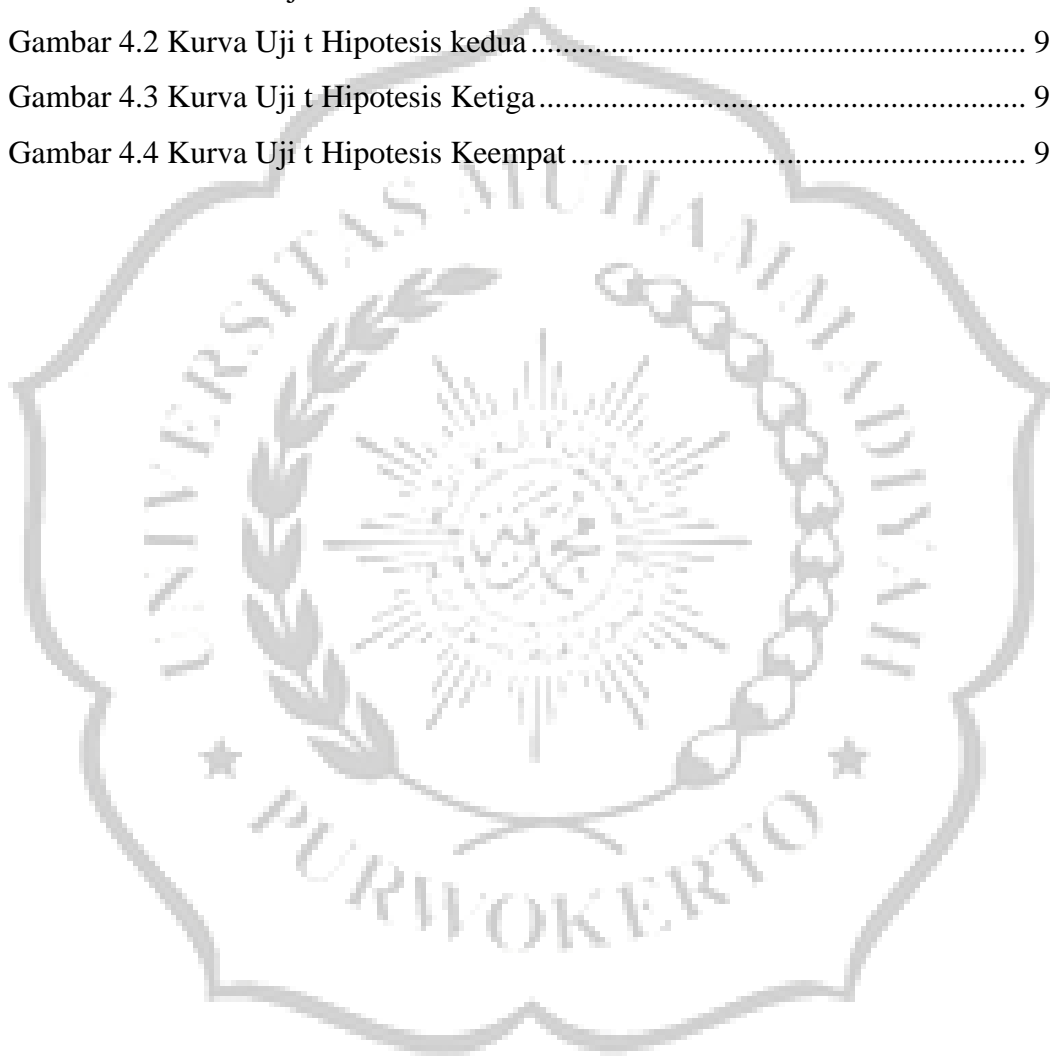 Gambar 4.2 Kurva Uji t Hipotesis kedua ............................................................. 9
Gambar 4.3 Kurva Uji t Hipotesis Ketiga ............................................................ 9
Gambar 4.4 Kurva Uji t Hipotesis Keempat ........................................................ 9
UNIVERSITAS MUHAMMADIYAH
★ PURWOKERTO ★